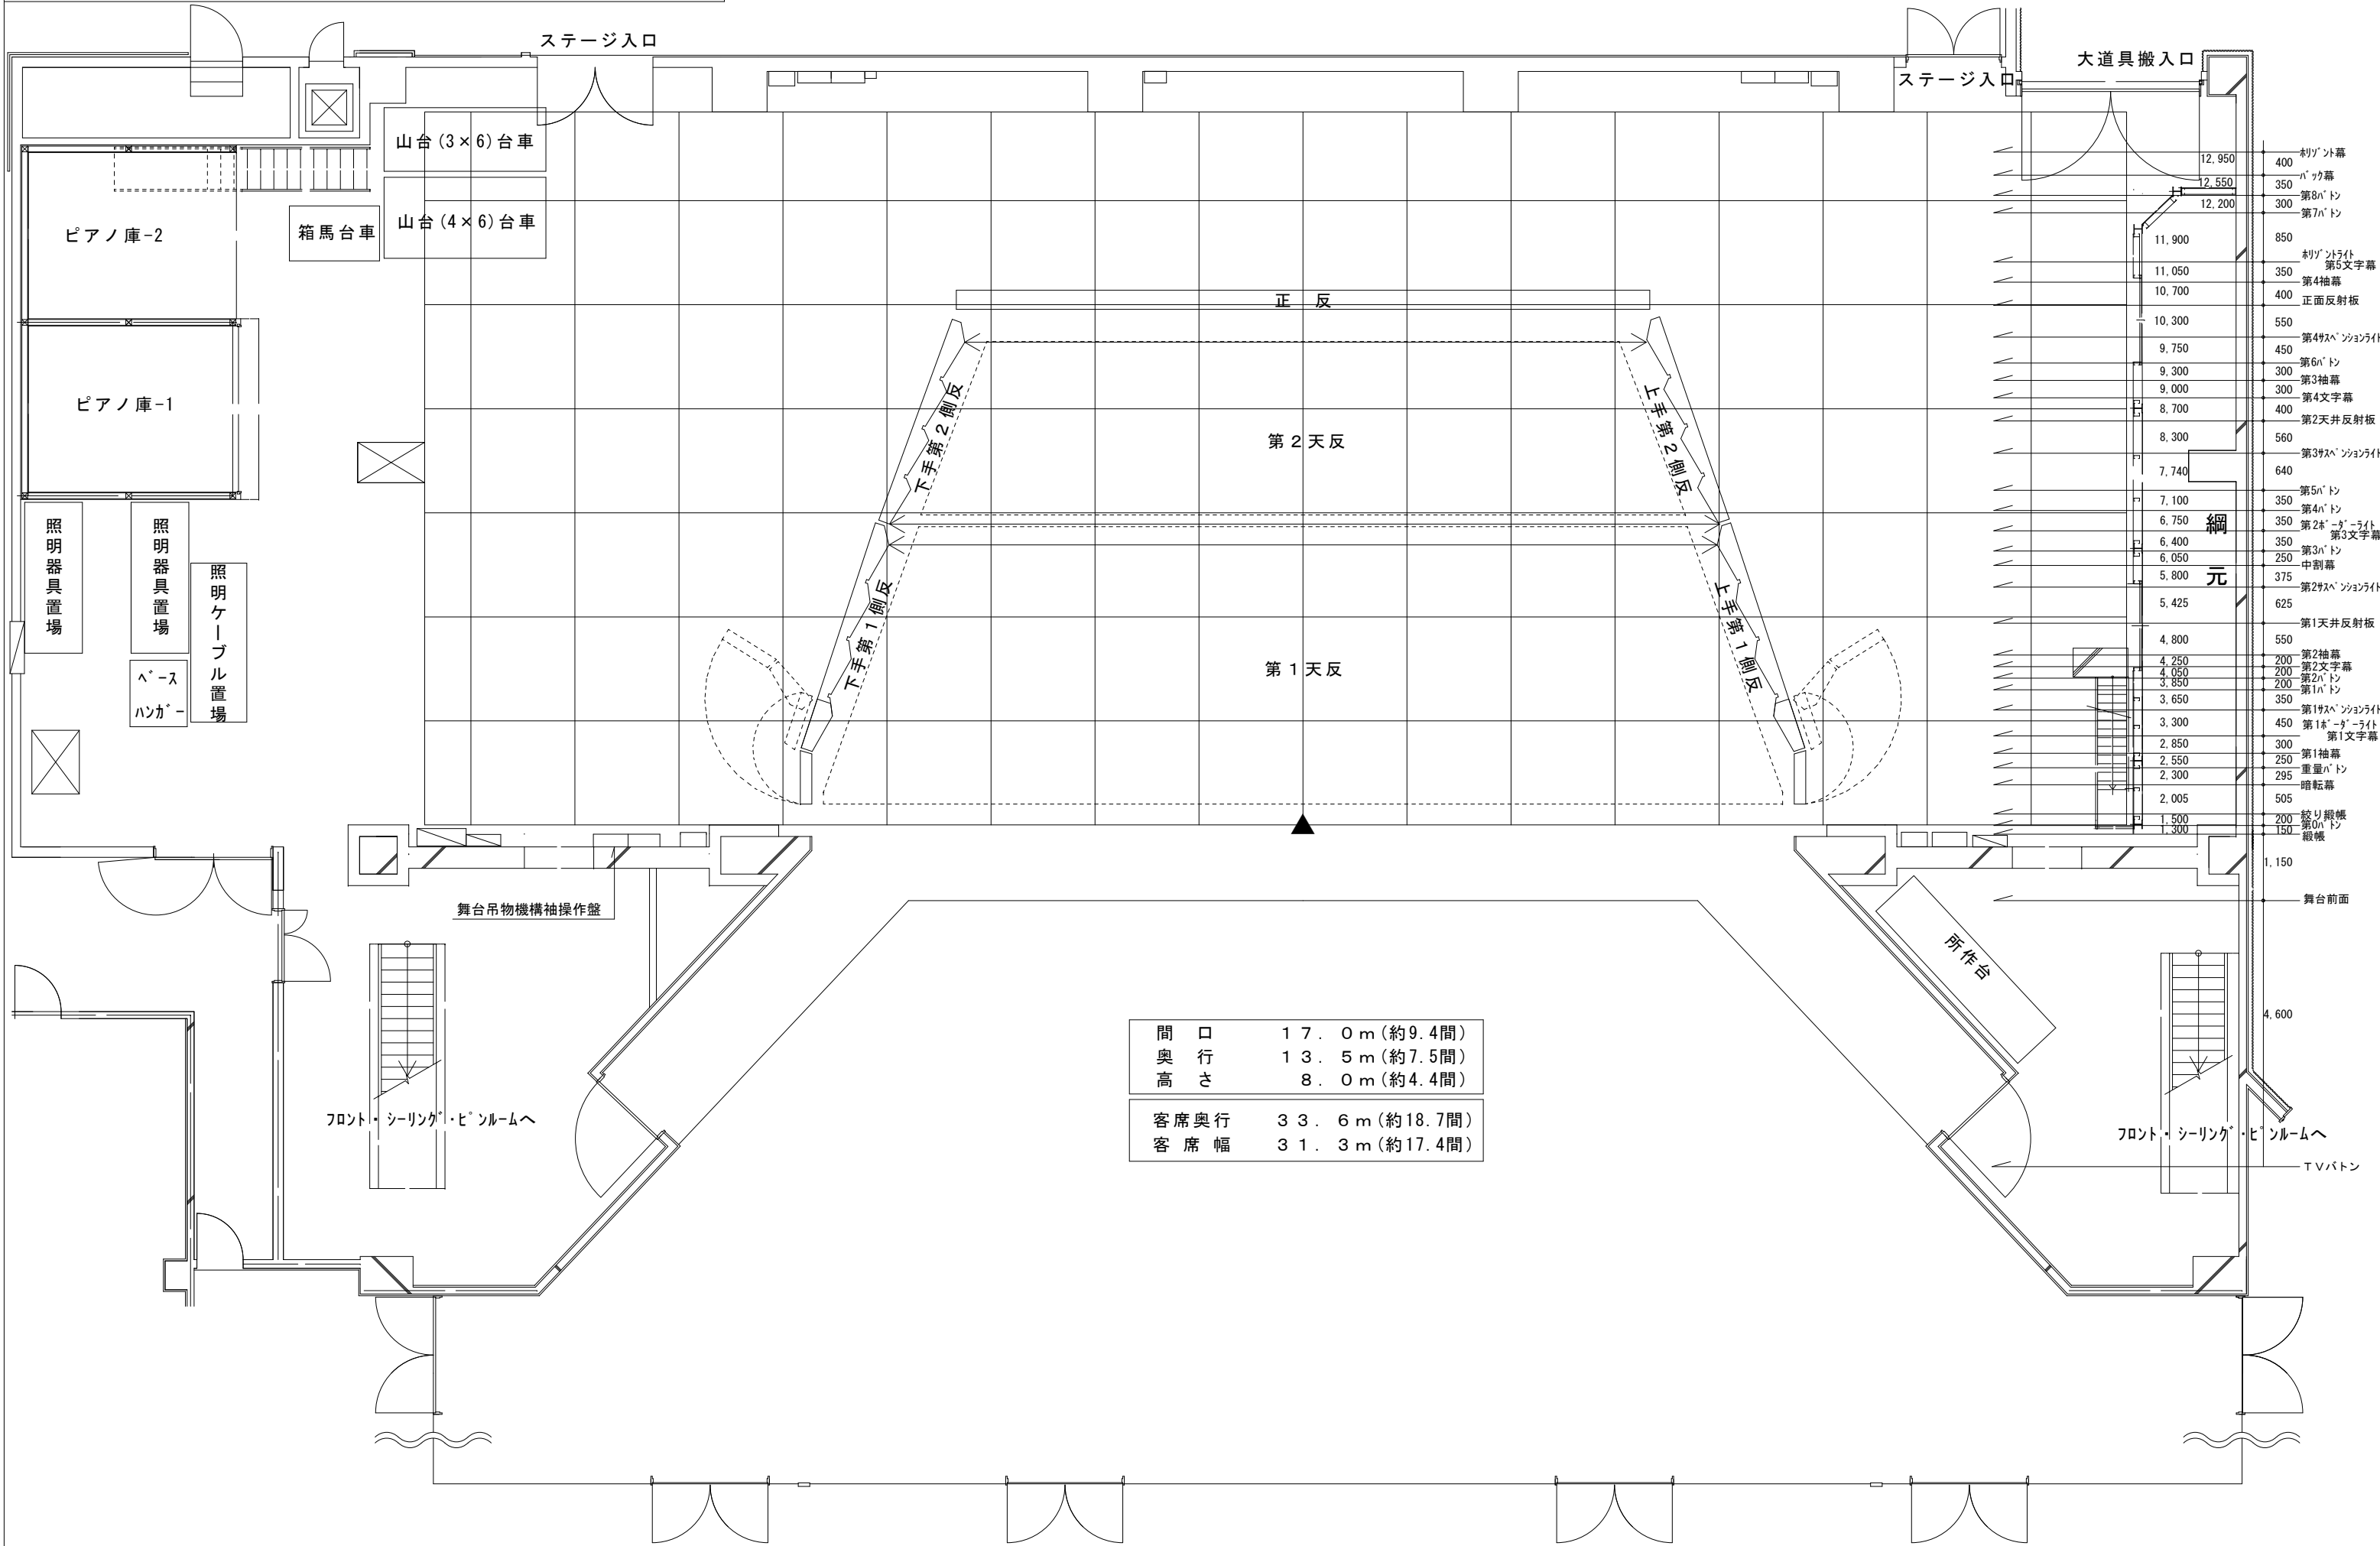 ステージ入口
ステージ入口
大道具搬入口
山台(3×6)台車
山台(4×6)台車
箱馬台車
ピアノ庫-2
ピアノ庫-1
照明器具置場
照明器具置場
照明ケーブル置場
ベース
ハンガー
正 反
下手第2側反
上手第2側反
第2天反
下手第1側反
上手第1側反
第1天反
綱元
舞台吊物機構袖操作盤
所作台
フロント・シーリング・ピンルームへ
フロント・シーリング・ピンルームへ
間 口 17.0m(約9.4間)
奥 行 13.5m(約7.5間)
高 さ 8.0m(約4.4間)
客席奥行 33.6m(約18.7間)
客 席 幅 31.3m(約17.4間)
12,950
12,550
12,200
11,900
11,050
10,700
10,300
9,750
9,300
9,000
8,700
8,300
7,740
7,100
6,750
6,400
6,050
5,800
5,425
4,800
4,250
4,050
3,850
3,650
3,300
2,850
2,550
2,300
2,005
1,500
1,300
400
350
300
850
350
400
550
450
300
300
400
560
640
350
350
350
250
375
625
550
200
200
200
350
450
300
250
295
505
200
150
1,150
4,600
ホリゾント幕
バック幕
第8バトン
第7バトン
ホリゾントライト
第5文字幕
第4袖幕
正面反射板
第4サスペンションライト
第6バトン
第3袖幕
第4文字幕
第2天井反射板
第3サスペンションライト
第5バトン
第4バトン
第2ボーダーライト
第3文字幕
第3バトン
中割幕
第2サスペンションライト
第1天井反射板
第2袖幕
第2文字幕
第2バトン
第1バトン
第1サスペンションライト
第1ボーダーライト
第1文字幕
第1袖幕
重量バトン
暗転幕
絞り緞帳
第0バトン
緞帳
舞台前面
TVバトン